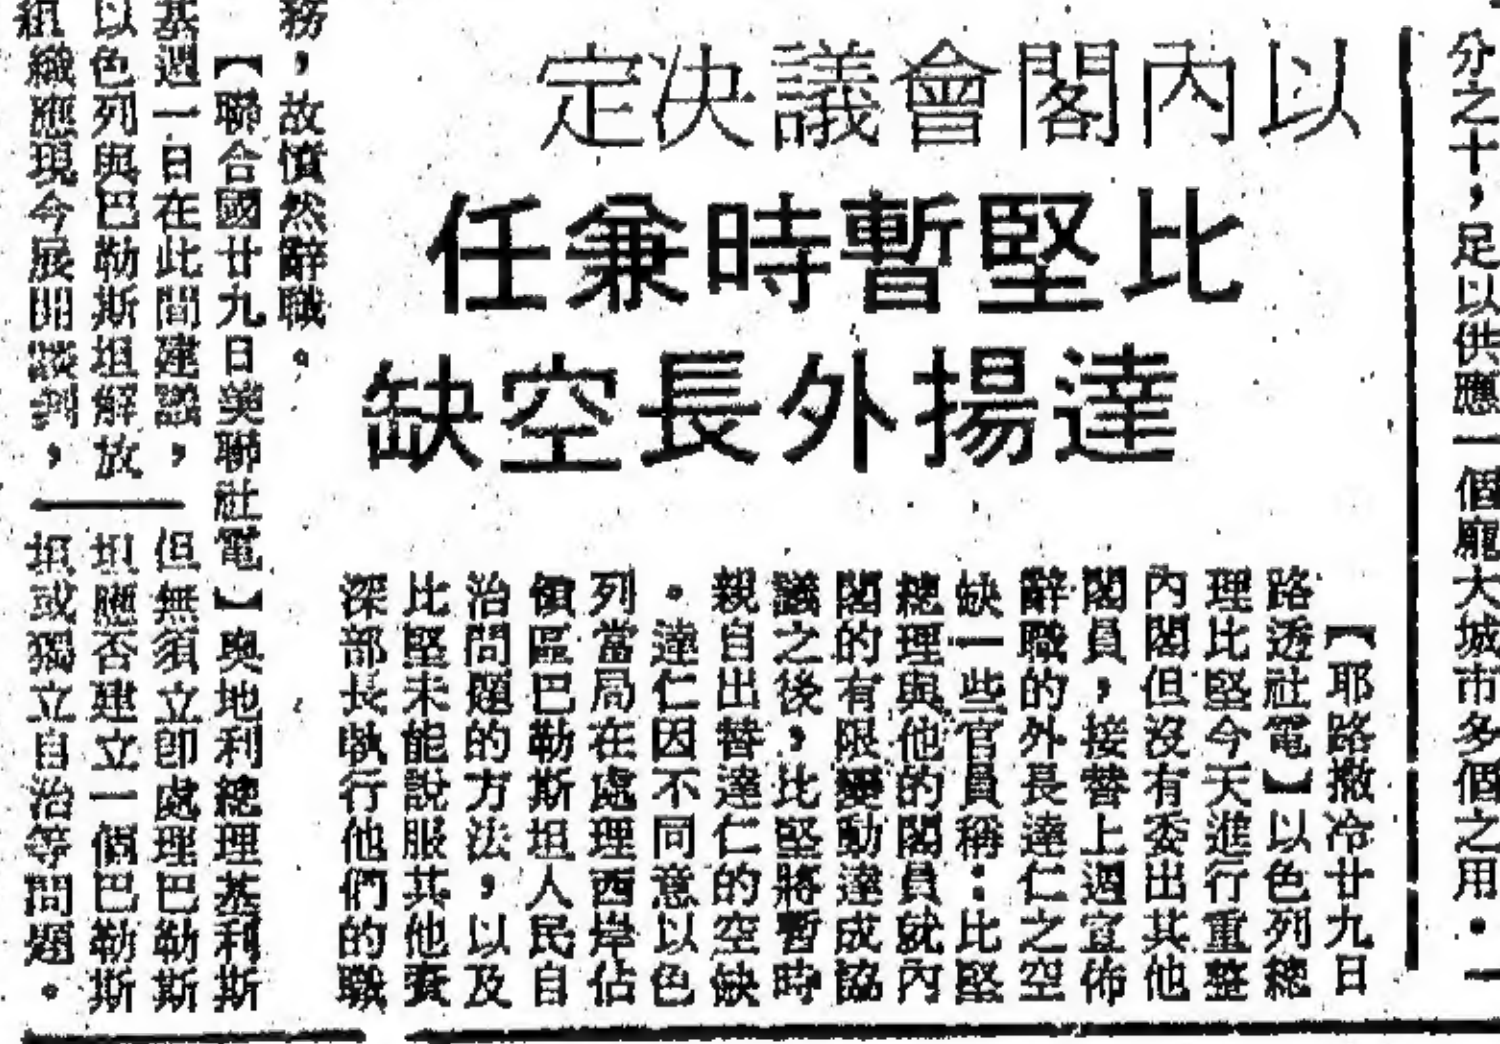 分之十，足以供應一個龐大城市多個之用。一
以內閣會議決定
比堅暫時兼任
達揚外長空缺
【耶路撒冷廿九日
路透社電】以色列總
理比堅今天進行重整
內閣但沒有委出其他
閣員，接替上週宣佈
辭職的外長達仁之空
缺一些官員稱：比堅
總理與他的閣員就內
閣的有限變動達成協
議之後，比堅將暫時
親自出替達仁的空缺
。達仁因不同意以色
列當局在處理西岸佔
領區巴勒斯坦人民自
治問題的方法，以及
比堅未能說服其他資
深部長執行他們的職
務，故憤然辭職。
【聯合國廿九日美聯社電】奧地利總理基利斯
基週一日在此間建議，
以色列與巴勒斯坦解放
組織應現今展開談判，
但無須立即處理巴勒斯
坦應否建立一個巴勒斯
坦或獨立自治等問題。